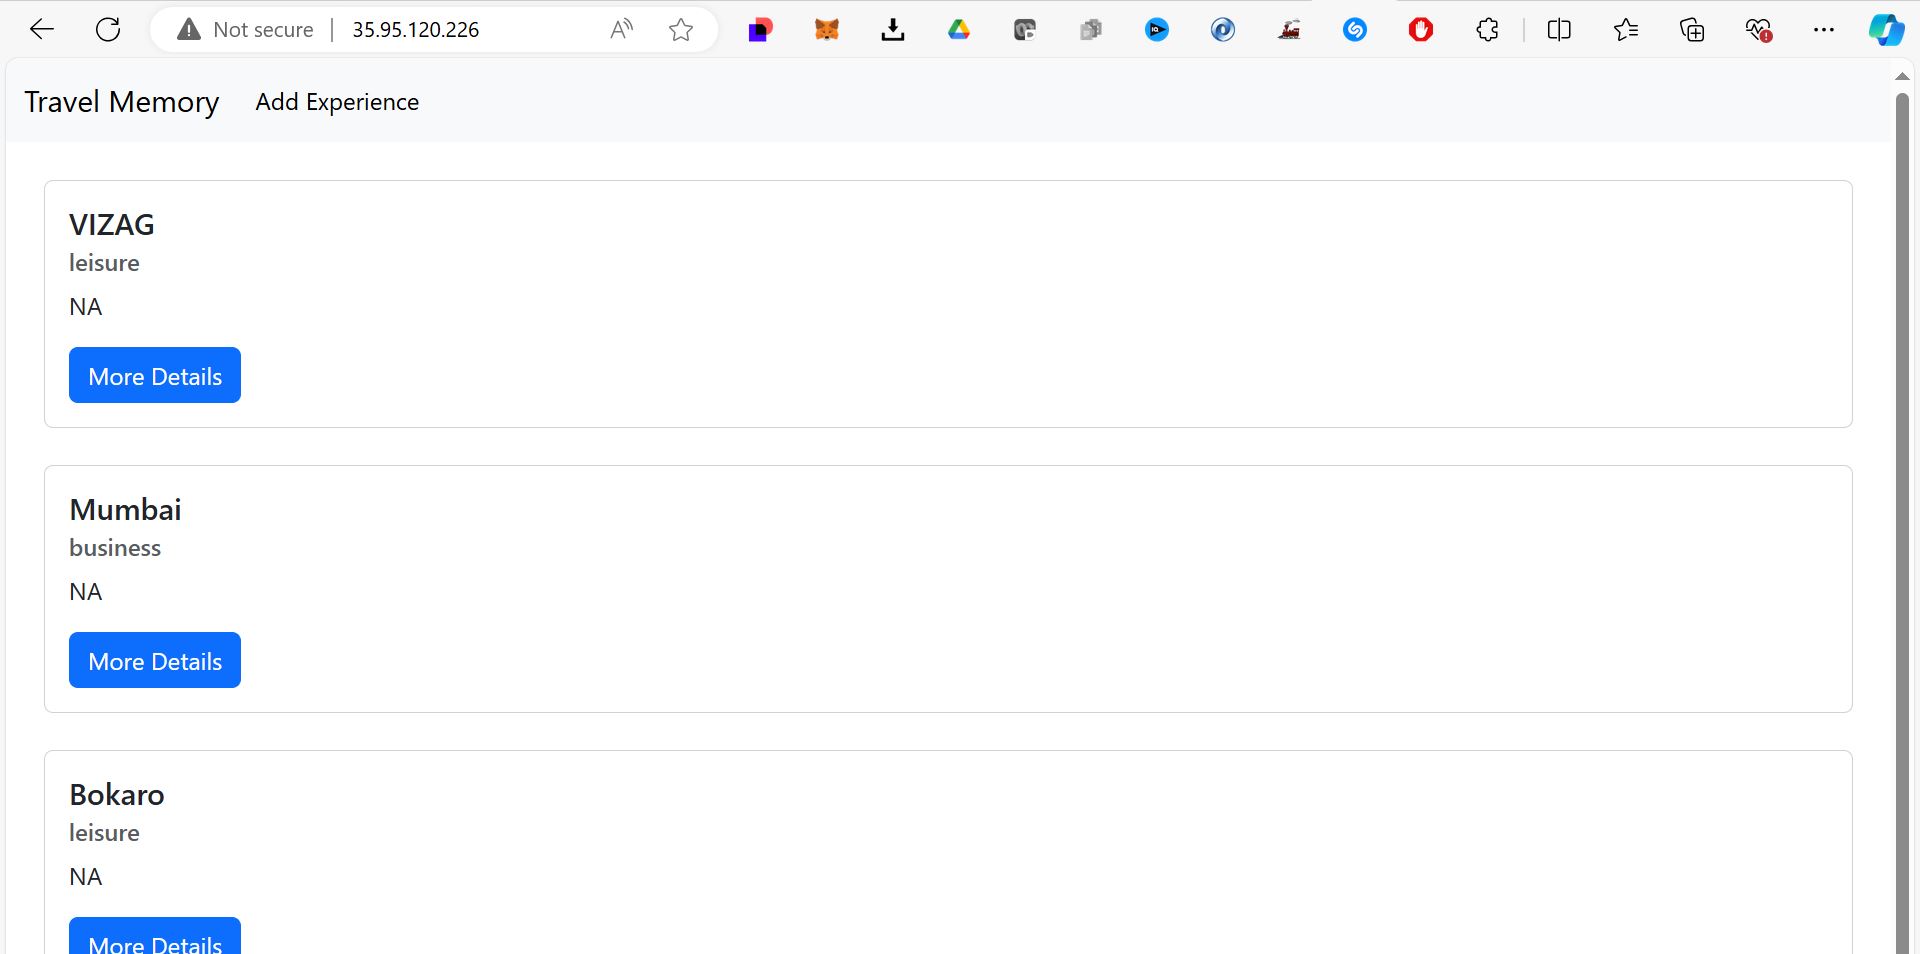 Not secure 35.95.120.226
Travel Memory Add Experience
VIZAG
leisure
NA
More Details
Mumbai
business
NA
More Details
Bokaro
leisure
NA
More Details